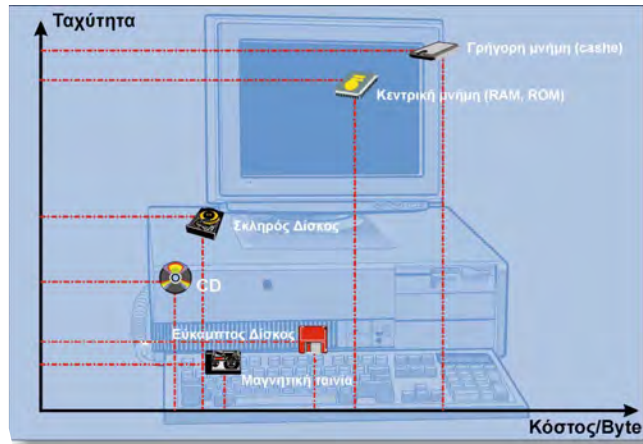 Ταχύτητα
Γρήγορη μνήμη (cashe)
Κεντρική μνήμη (RAM, ROM)
Σκληρός Δίσκος
CD
Εύκαμπτος Δίσκος
Μαγνητική ταινία
Κόστος/Byte